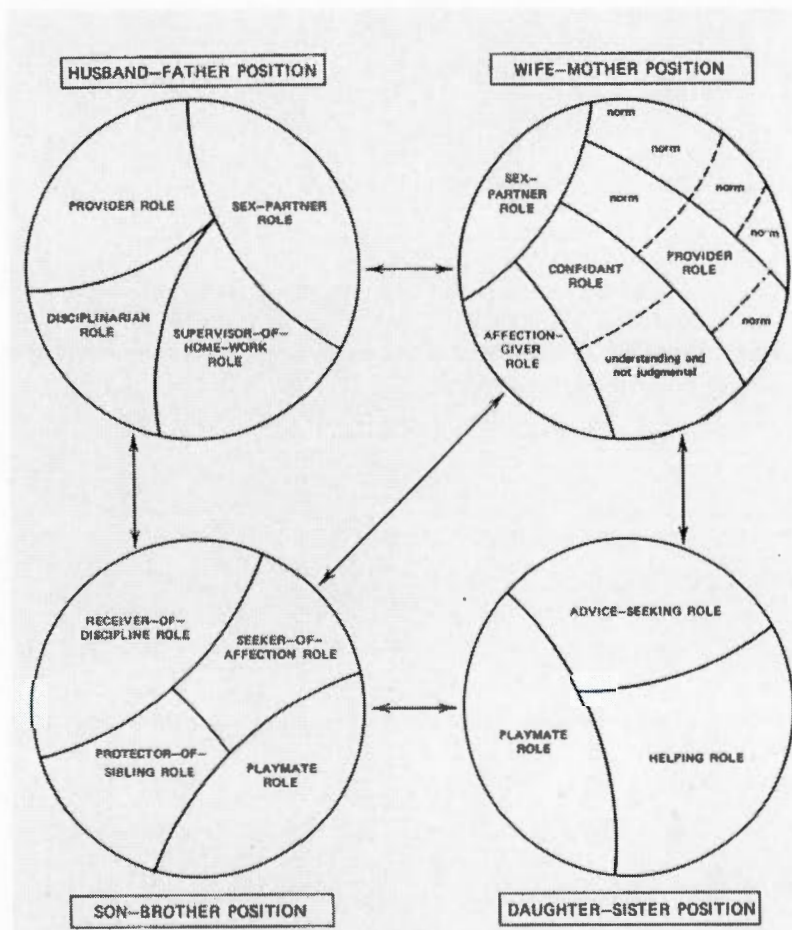 HUSBAND–FATHER POSITION
WIFE–MOTHER POSITION
PROVIDER ROLE
SEX–PARTNER
ROLE
DISCIPLINARIAN
ROLE
SUPERVISOR–OF–
HOME–WORK
ROLE
norm
norm
norm
norm
norm
norm
SEX–
PARTNER
ROLE
PROVIDER
ROLE
CONFIDANT
ROLE
AFFECTION–
GIVER
ROLE
understanding and
not judgmental
RECEIVER–OF–
DISCIPLINE ROLE
SEEKER–OF–
AFFECTION ROLE
PROTECTOR–OF–
SIBLING ROLE
PLAYMATE
ROLE
ADVICE–SEEKING ROLE
PLAYMATE
ROLE
HELPING ROLE
SON–BROTHER POSITION
DAUGHTER–SISTER POSITION